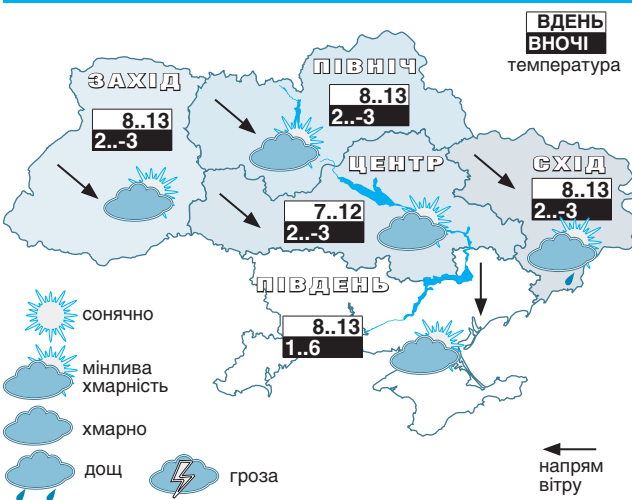 ВДЕНЬ
ВНОЧІ
температура
ЗАХІД
8..13
2..-3
ПІВНІЧ
8..13
2..-3
ЦЕНТР
7..12
2..-3
СХІД
8..13
2..-3
ПІВДЕНЬ
8..13
1..6
сонячно
мінлива
хмарність
хмарно
дощ
гроза
напрям
вітру